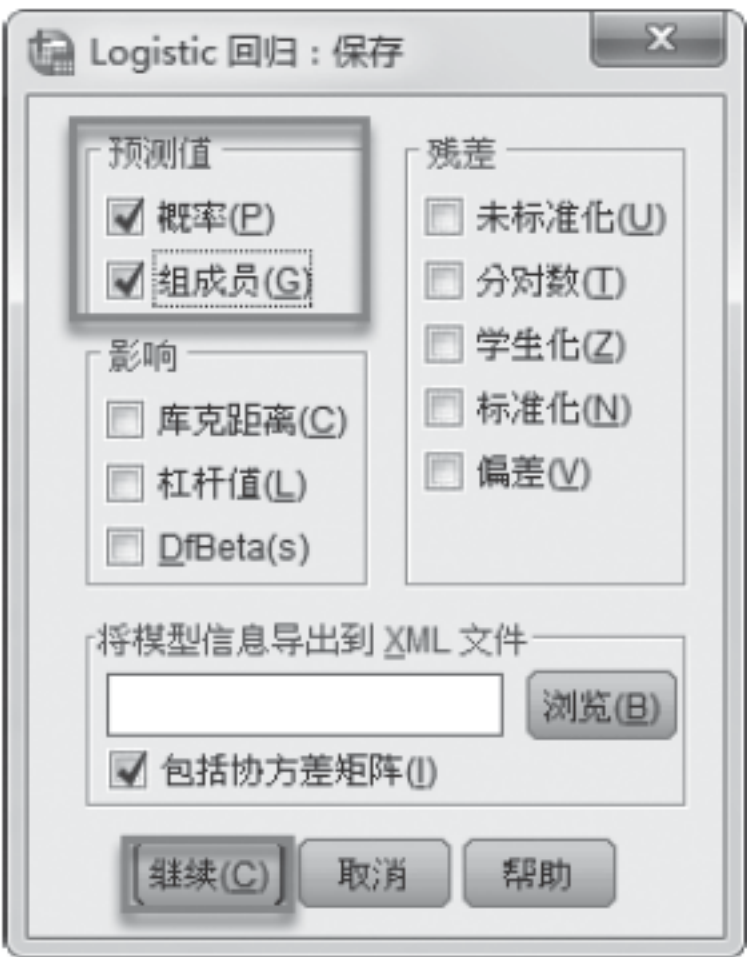 Logistic 回归：保存
预测值
概率(P)
组成员(G)
影响
库克距离(C)
杠杆值(L)
DfBeta(s)
残差
未标准化(U)
分对数(T)
学生化(Z)
标准化(N)
偏差(V)
将模型信息导出到 XML 文件
浏览(B)
包括协方差矩阵(I)
继续(C) 取消 帮助